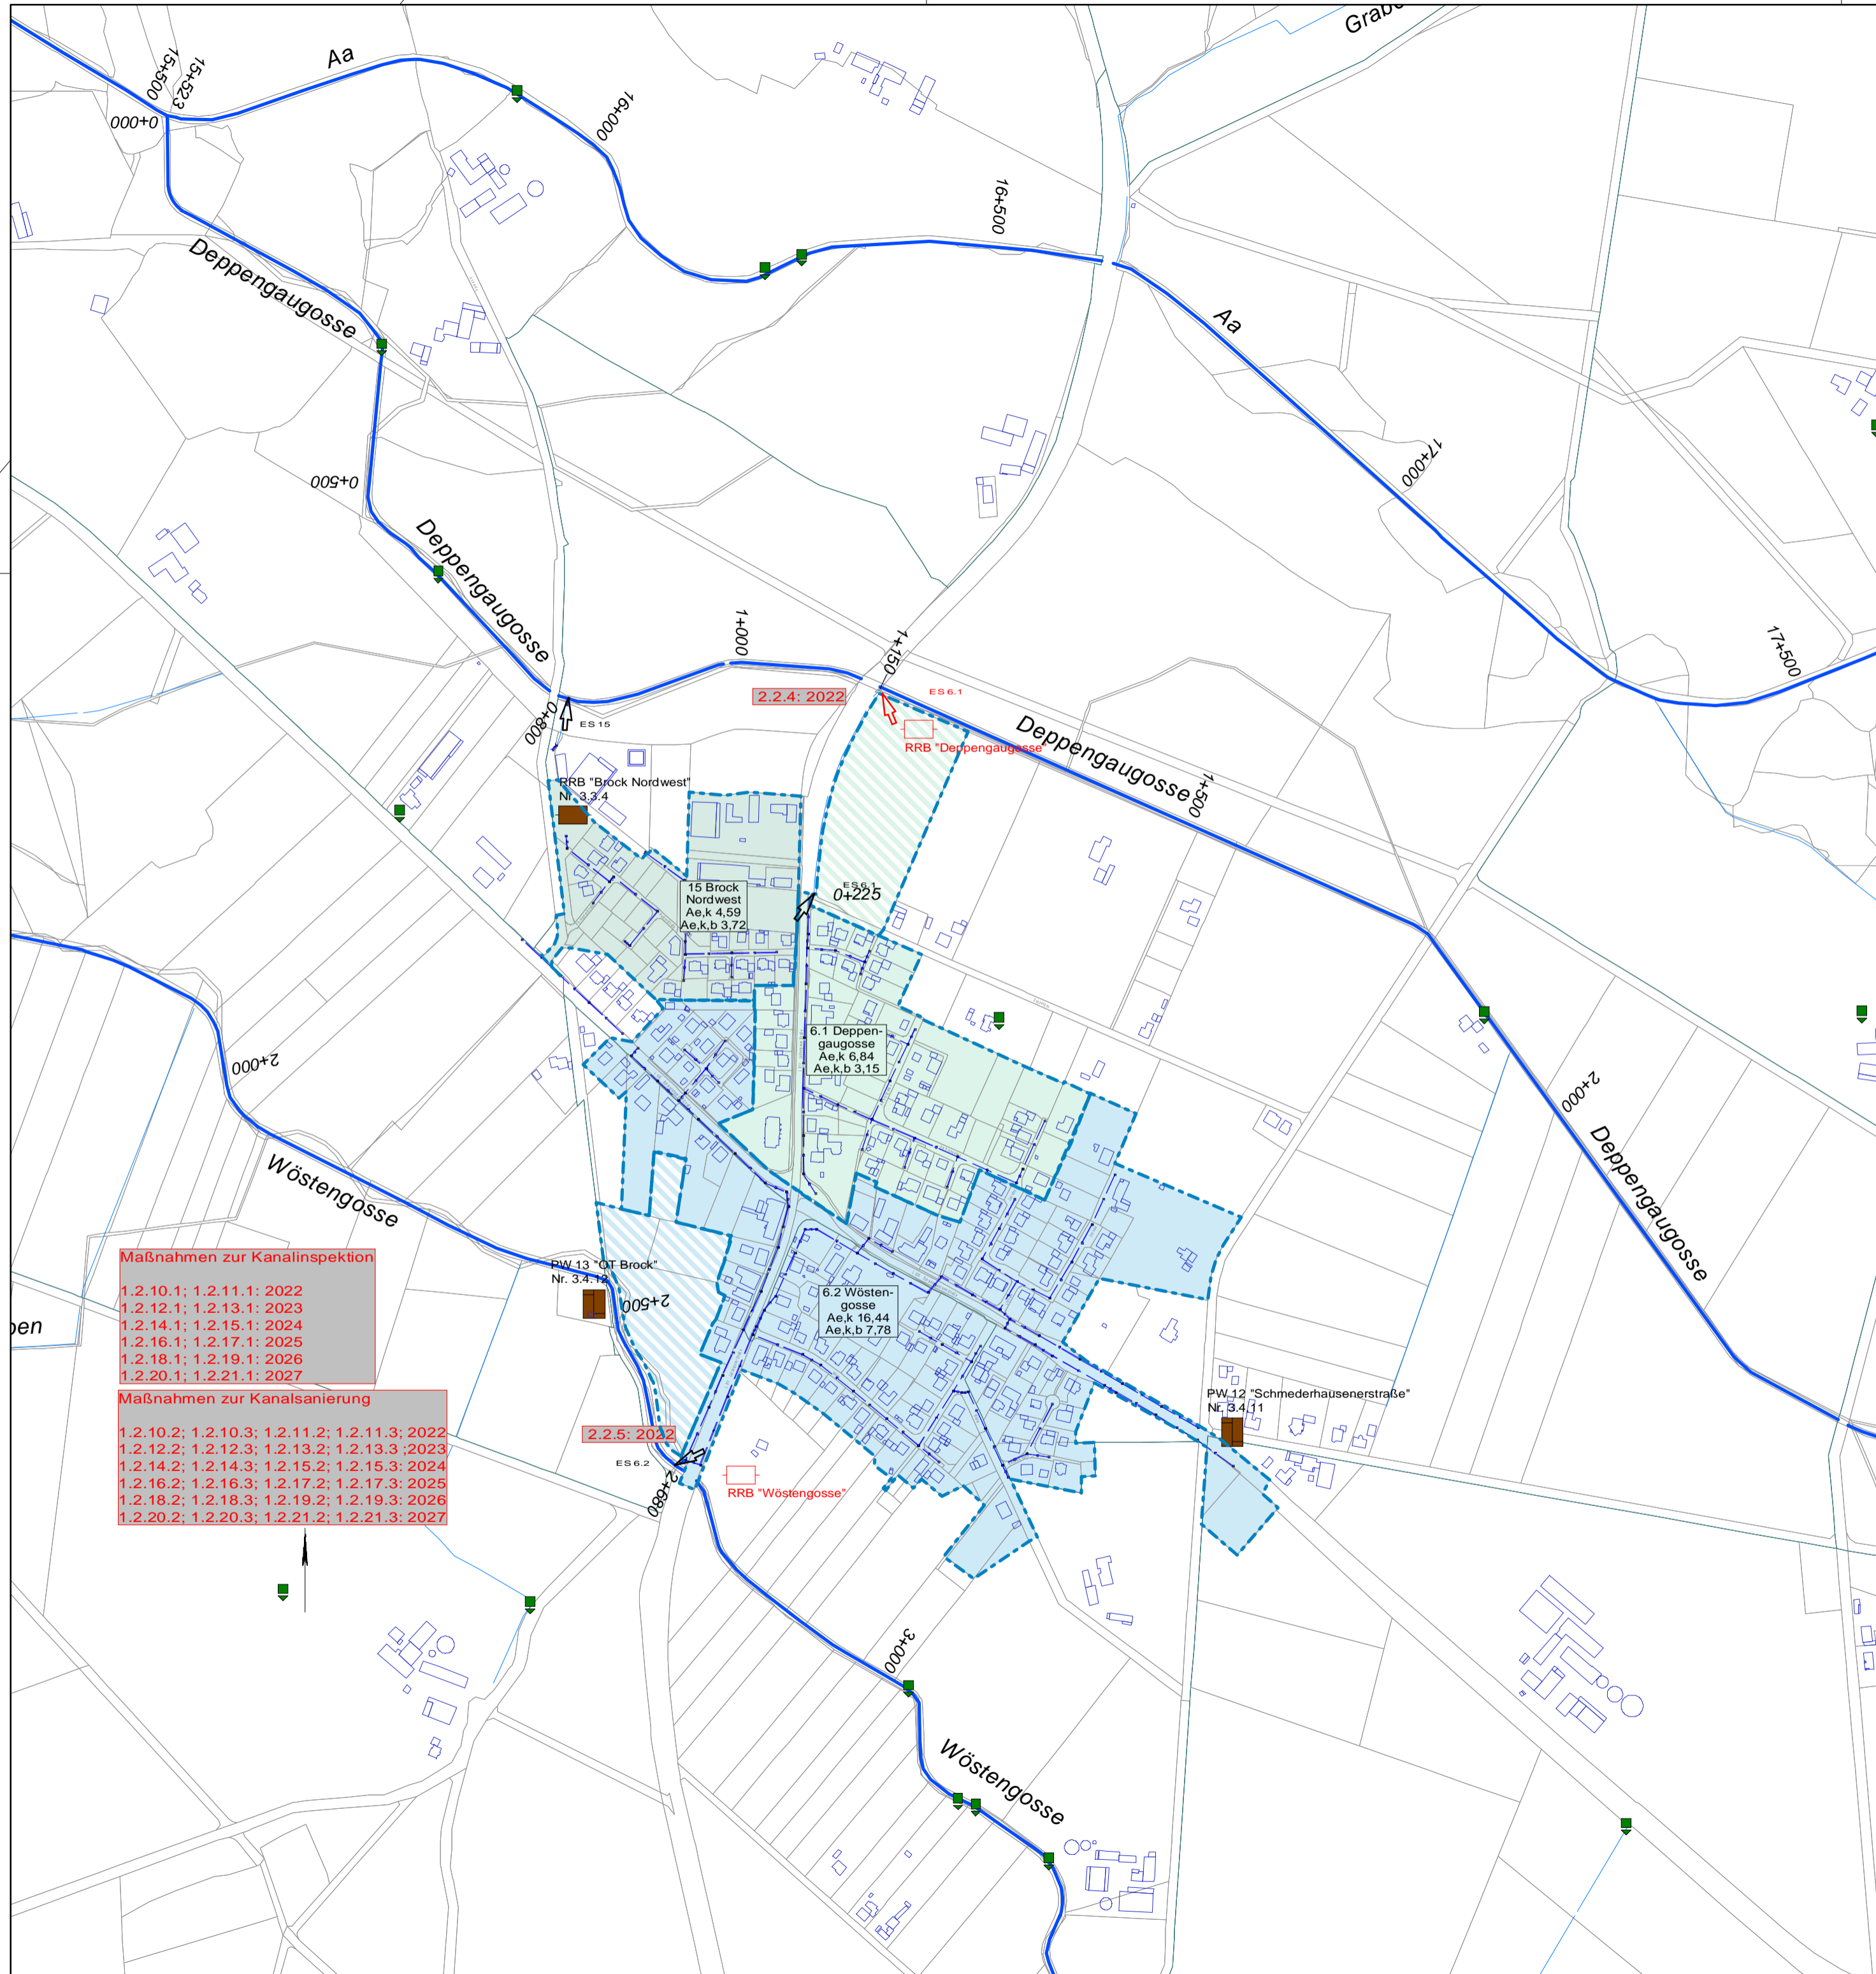 Graben
Aa
15+500
15+523
0+000
16+000
16+500
Deppengaugosse
Aa
17+000
0+500
Deppengaugosse
1+000
1+150
17+500
2.2.4: 2022
ES 6.1
0+800
ES 15
RRB "Deppengaugosse"
Deppengaugosse
1+500
RRB "Brock Nordwest"
Nr. 3.3.4
15 Brock
Nordwest
Ae,k 4,59
Ae,k,b 3,72
ES 6.1
0+225
6.1 Deppen-
gaugosse
Ae,k 6,84
Ae,k,b 3,15
2+000
2+000
Deppengaugosse
Wöstengosse
Maßnahmen zur Kanalinspektion
1.2.10.1; 1.2.11.1: 2022
1.2.12.1; 1.2.13.1: 2023
1.2.14.1; 1.2.15.1: 2024
1.2.16.1; 1.2.17.1: 2025
1.2.18.1; 1.2.19.1: 2026
1.2.20.1; 1.2.21.1: 2027
PW 13 "OT Brock"
Nr. 3.4.12
2+500
6.2 Wösten-
gosse
Ae,k 16,44
Ae,k,b 7,78
ben
Maßnahmen zur Kanalsanierung
1.2.10.2; 1.2.10.3; 1.2.11.2; 1.2.11.3; 2022
1.2.12.2; 1.2.12.3; 1.2.13.2; 1.2.13.3 ;2023
1.2.14.2; 1.2.14.3; 1.2.15.2; 1.2.15.3: 2024
1.2.16.2; 1.2.16.3; 1.2.17.2; 1.2.17.3: 2025
1.2.18.2; 1.2.18.3; 1.2.19.2; 1.2.19.3: 2026
1.2.20.2; 1.2.20.3; 1.2.21.2; 1.2.21.3: 2027
PW 12 "Schmederhausenerstraße"
Nr. 3.4.11
2.2.5: 2022
ES 6.2
2+680
RRB "Wöstengosse"
3+000
Wöstengosse